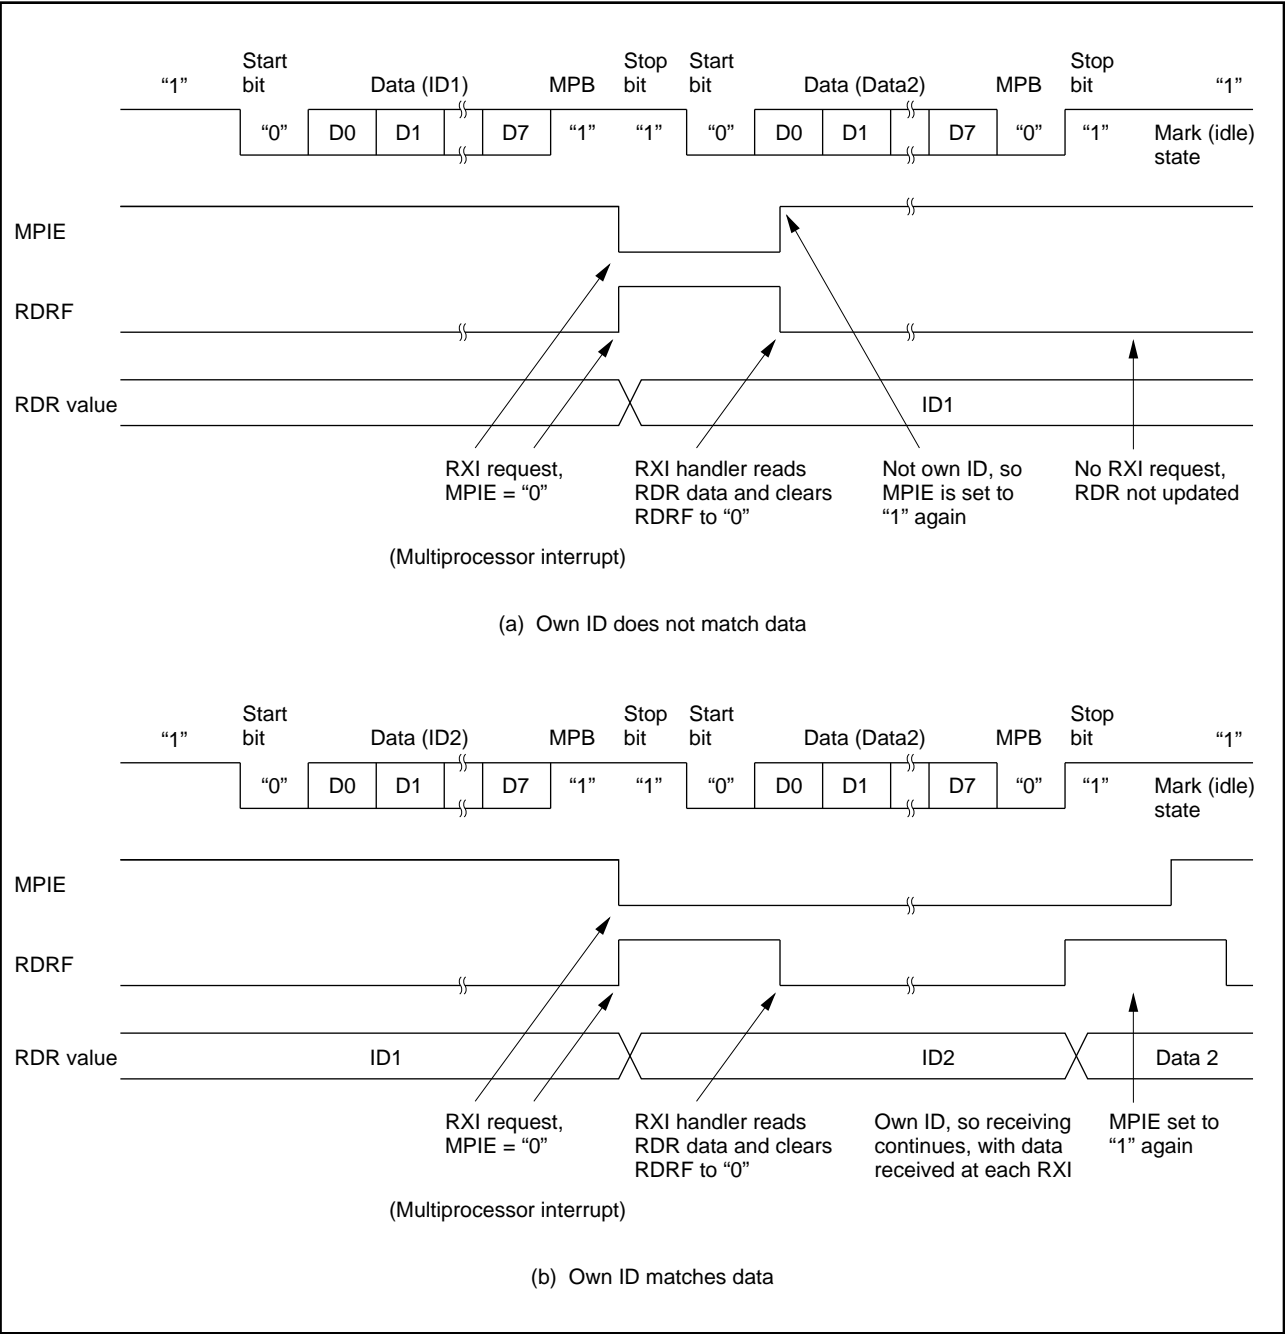 Start bit
Stop bit
Start bit
Stop bit
“1” Data (ID1) MPB Data (Data2) MPB “1”
“0” D0 D1 D7 “1” “1” “0” D0 D1 D7 “0” “1” Mark (idle) state
MPIE
RDRF
RDR value ID1
RXI request,
MPIE = “0”
RXI handler reads
RDR data and clears
RDRF to “0”
Not own ID, so
MPIE is set to
“1” again
No RXI request,
RDR not updated
(Multiprocessor interrupt)
(a) Own ID does not match data
Start bit
Stop bit
Start bit
Stop bit
“1” Data (ID2) MPB Data (Data2) MPB “1”
“0” D0 D1 D7 “1” “1” “0” D0 D1 D7 “0” “1” Mark (idle) state
MPIE
RDRF
RDR value ID1 ID2 Data 2
RXI request,
MPIE = “0”
RXI handler reads
RDR data and clears
RDRF to “0”
Own ID, so receiving
continues, with data
received at each RXI
MPIE set to
“1” again
(Multiprocessor interrupt)
(b) Own ID matches data